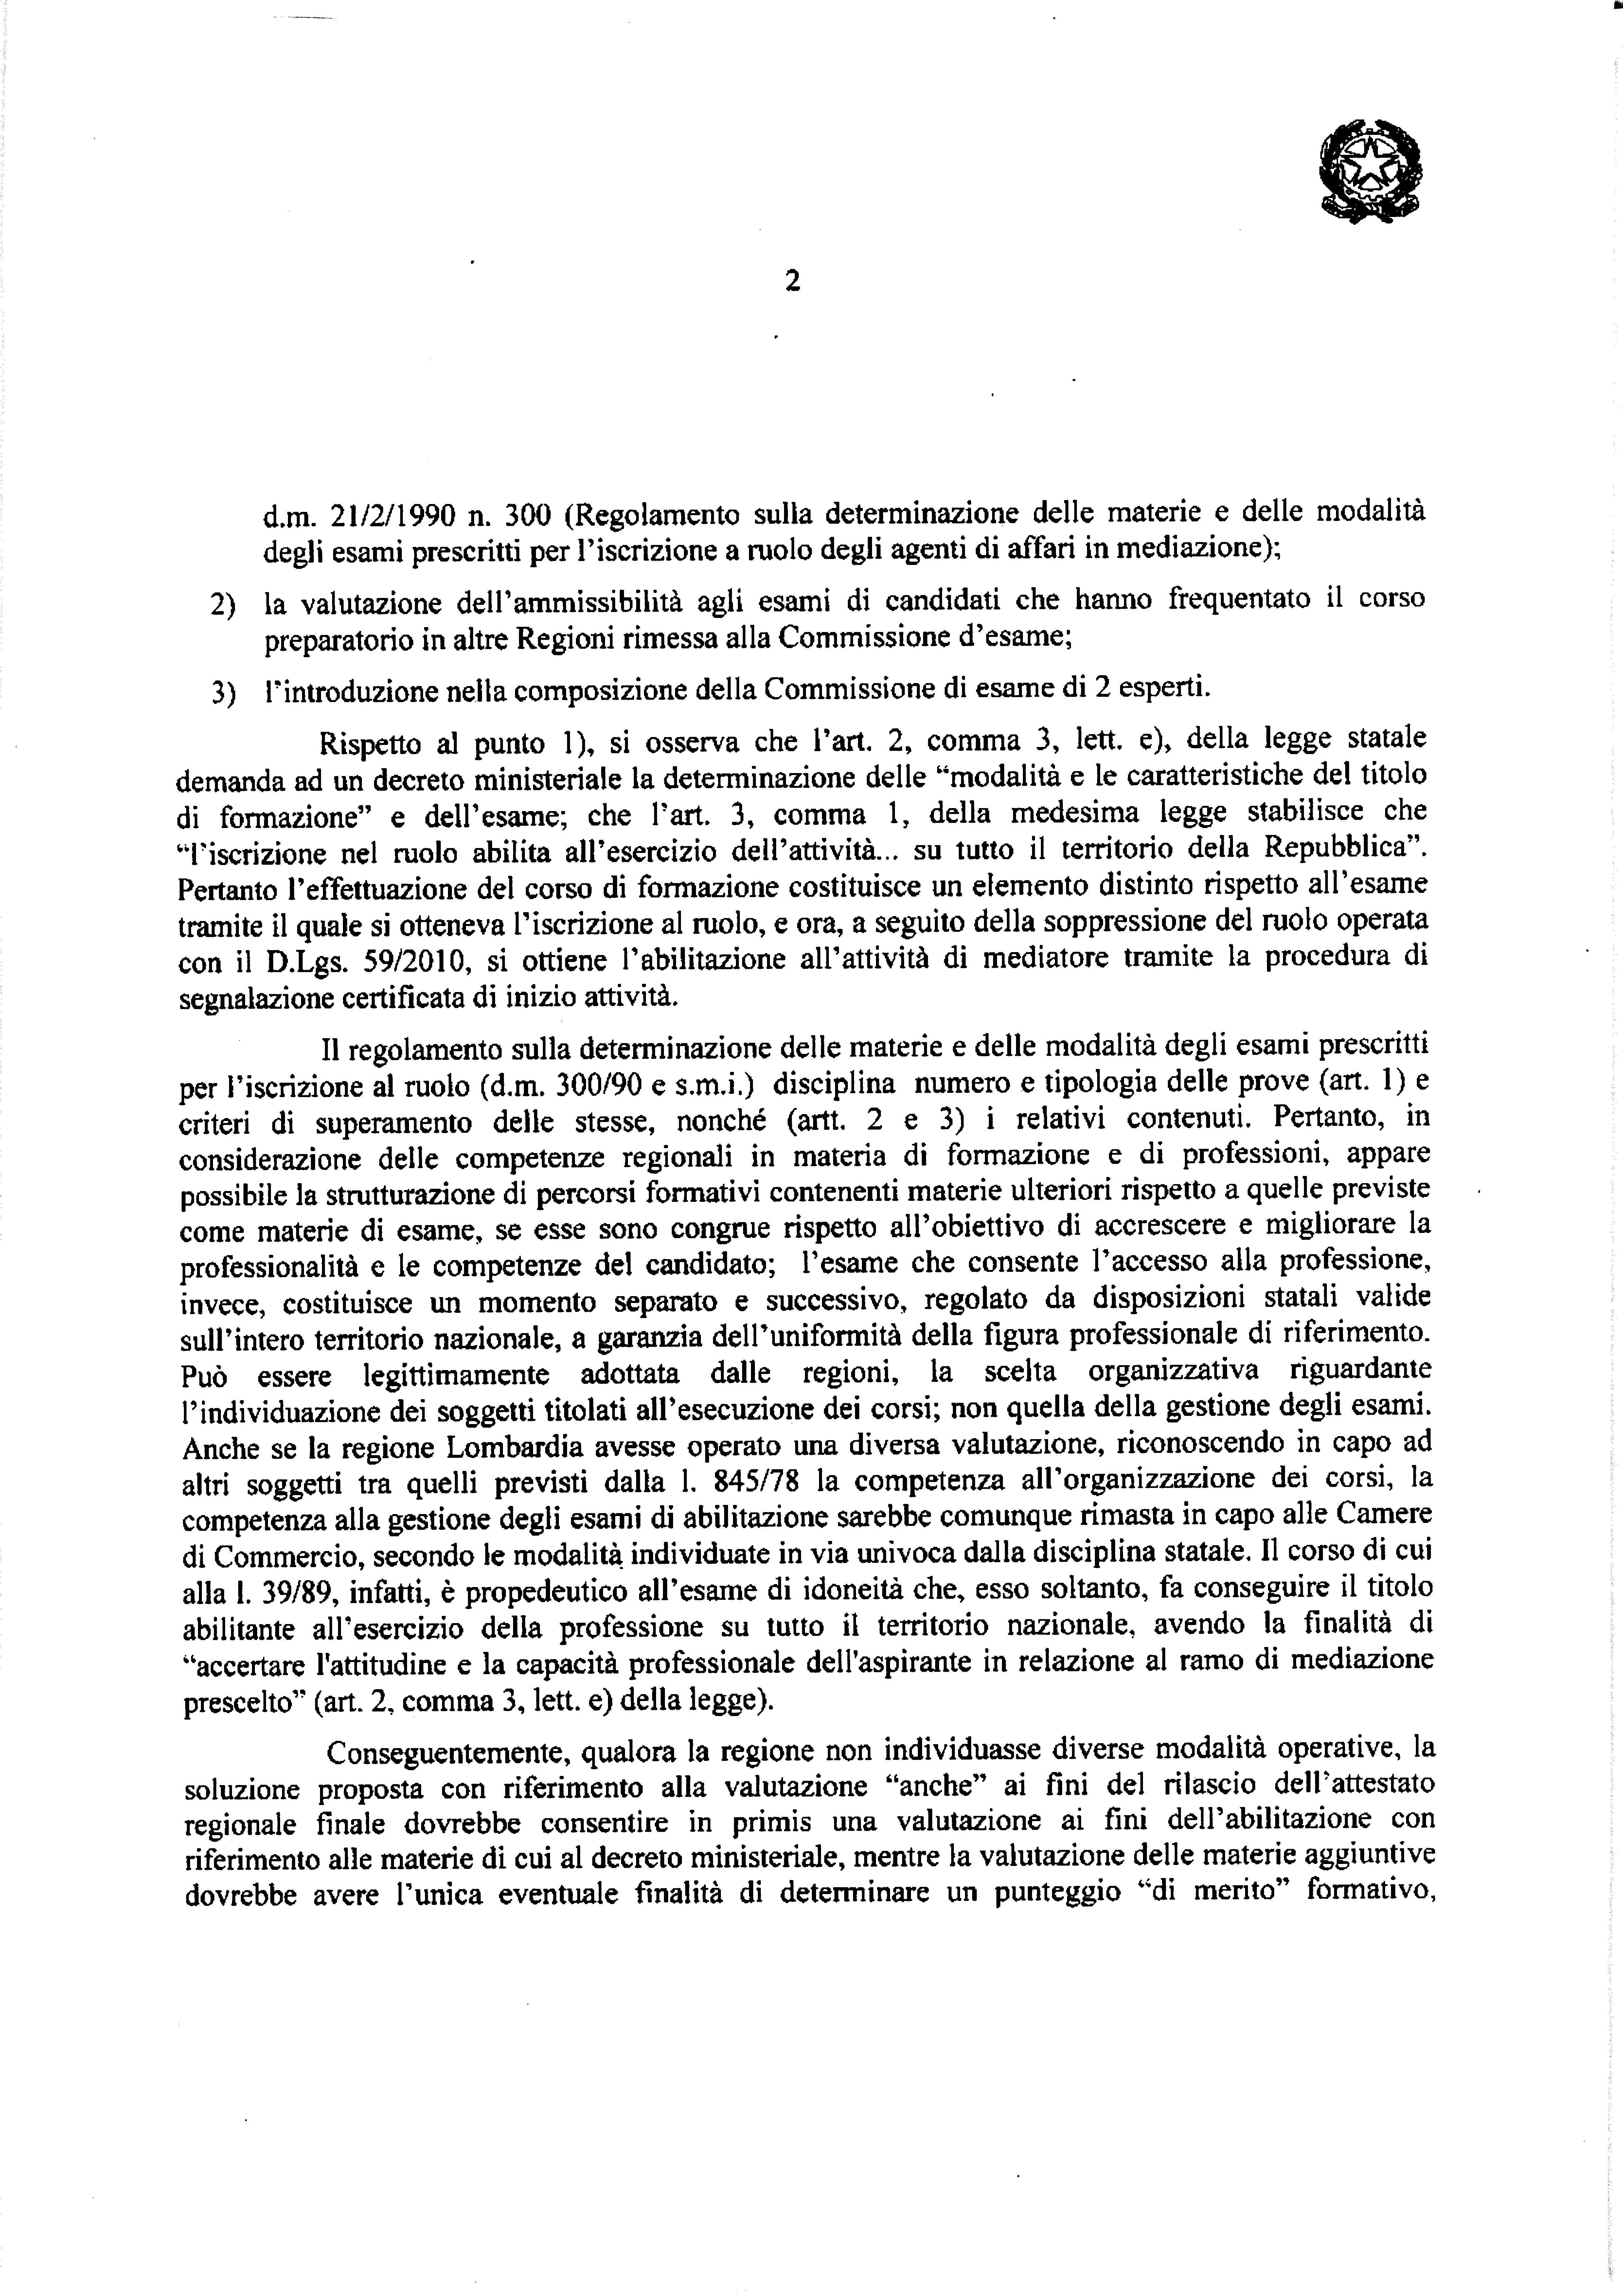 2
d.m. 21/2/1990 n. 300 (Regolamento sulla determinazione delle materie e delle modalità
degli esami prescritti per l'iscrizione a ruolo degli agenti di affari in mediazione);
2) la valutazione dell'ammissibilità agli esami di candidati che hanno frequentato il corso
preparatorio in altre Regioni rimessa alla Commissione d'esame;
3) l'introduzione nella composizione della Commissione di esame di 2 esperti.
Rispetto al punto 1), si osserva che l'art. 2, comma 3, lett. e), della legge statale
demanda ad un decreto ministeriale la determinazione delle “modalità e le caratteristiche del titolo
di formazione” e dell'esame; che l'art. 3, comma 1, della medesima legge stabilisce che
“l'iscrizione nel ruolo abilita all'esercizio dell'attività... su tutto il territorio della Repubblica”.
Pertanto l'effettuazione del corso di formazione costituisce un elemento distinto rispetto all'esame
tramite il quale si otteneva l'iscrizione al ruolo, e ora, a seguito della soppressione del ruolo operata
con il D.Lgs. 59/2010, si ottiene l'abilitazione all'attività di mediatore tramite la procedura di
segnalazione certificata di inizio attività.
Il regolamento sulla determinazione delle materie e delle modalità degli esami prescritti
per l'iscrizione al ruolo (d.m. 300/90 e s.m.i.) disciplina numero e tipologia delle prove (art. 1) e
criteri di superamento delle stesse, nonché (artt. 2 e 3) i relativi contenuti. Pertanto, in
considerazione delle competenze regionali in materia di formazione e di professioni, appare
possibile la strutturazione di percorsi formativi contenenti materie ulteriori rispetto a quelle previste
come materie di esame, se esse sono congrue rispetto all'obiettivo di accrescere e migliorare la
professionalità e le competenze del candidato; l'esame che consente l'accesso alla professione,
invece, costituisce un momento separato e successivo, regolato da disposizioni statali valide
sull'intero territorio nazionale, a garanzia dell'uniformità della figura professionale di riferimento.
Può essere legittimamente adottata dalle regioni, la scelta organizzativa riguardante
l'individuazione dei soggetti titolati all'esecuzione dei corsi; non quella della gestione degli esami.
Anche se la regione Lombardia avesse operato una diversa valutazione, riconoscendo in capo ad
altri soggetti tra quelli previsti dalla l. 845/78 la competenza all'organizzazione dei corsi, la
competenza alla gestione degli esami di abilitazione sarebbe comunque rimasta in capo alle Camere
di Commercio, secondo le modalità individuate in via univoca dalla disciplina statale. Il corso di cui
alla l. 39/89, infatti, è propedeutico all'esame di idoneità che, esso soltanto, fa conseguire il titolo
abilitante all'esercizio della professione su tutto il territorio nazionale, avendo la finalità di
“accertare l'attitudine e la capacità professionale dell'aspirante in relazione al ramo di mediazione
prescelto” (art. 2, comma 3, lett. e) della legge).
Conseguentemente, qualora la regione non individuasse diverse modalità operative, la
soluzione proposta con riferimento alla valutazione “anche” ai fini del rilascio dell'attestato
regionale finale dovrebbe consentire in primis una valutazione ai fini dell'abilitazione con
riferimento alle materie di cui al decreto ministeriale, mentre la valutazione delle materie aggiuntive
dovrebbe avere l'unica eventuale finalità di determinare un punteggio “di merito” formativo,